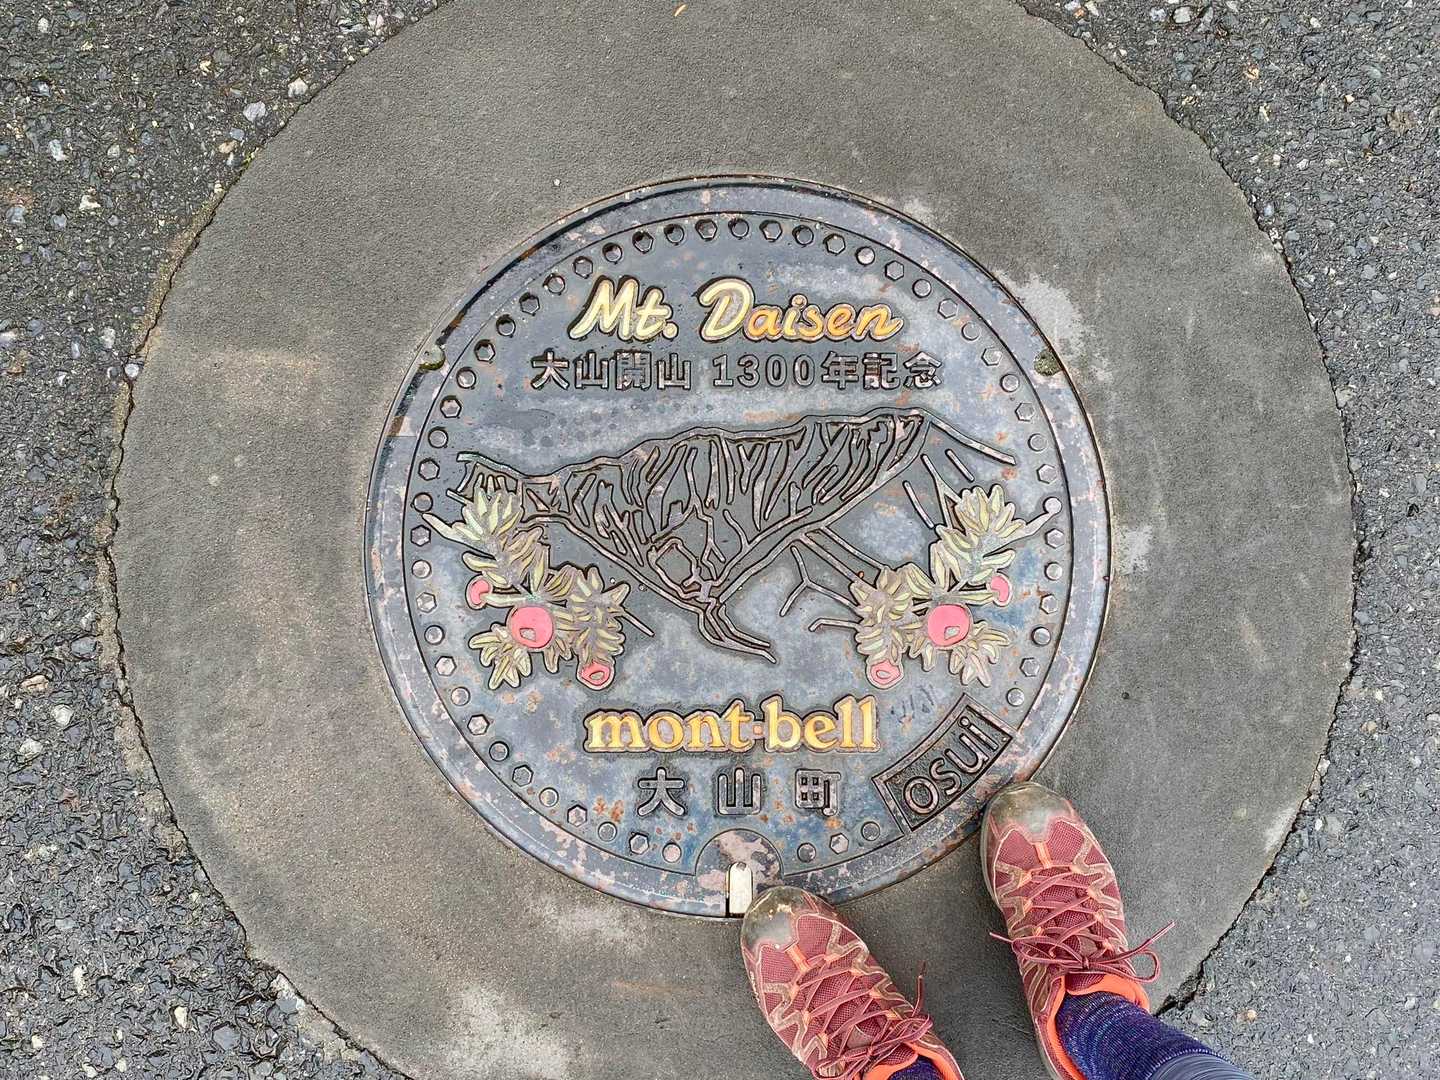 Mt. Daisen
大山開山 1300年記念
mont·bell
osui
大山町